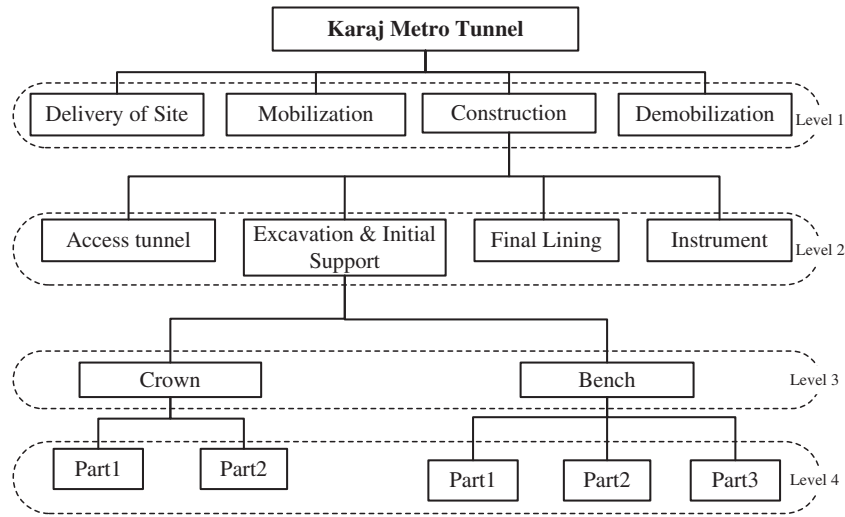 Karaj Metro Tunnel
Delivery of Site
Mobilization
Construction
Demobilization
Level 1
Access tunnel
Excavation & Initial
Support
Final Lining
Instrument
Level 2
Crown
Bench
Level 3
Part1
Part2
Part1
Part2
Part3
Level 4